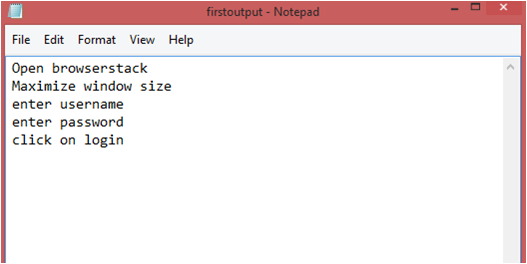 firstoutput - Notepad
File Edit Format View Help
Open browserstack
Maximize window size
enter username
enter password
click on login